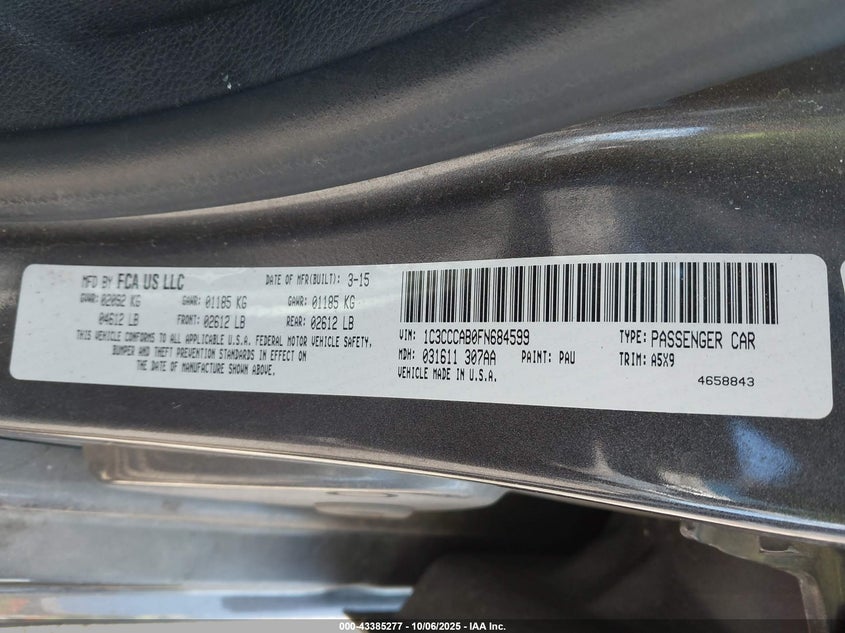 MFD BY FCA US LLC DATE OF MFR(BUILT): 3-15
GAWR: 02092 KG GAWR: 01185 KG GAWR: 01185 KG
04612 LB FRONT: 02612 LB REAR: 02612 LB
THIS VEHICLE CONFORMS TO ALL APPLICABLE U.S.A. FEDERAL MOTOR VEHICLE SAFETY,
BUMPER AND THEFT PREVENTION STANDARDS IN EFFECT ON
THE DATE OF MANUFACTURE SHOWN ABOVE.
VIN: 1C3CCCAB0FN684599 TYPE: PASSENGER CAR
MDH: 031611 307AA PAINT: PAU TRIM: A5X9
VEHICLE MADE IN U.S.A.
4658843
000-43385277 - 10/06/2025 - IAA Inc.